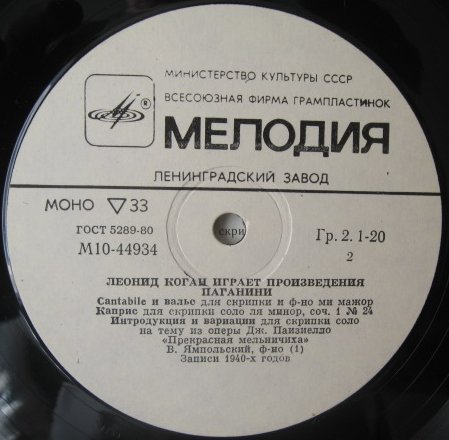 МИНИСТЕРСТВО КУЛЬТУРЫ СССР
ВСЕСОЮЗНАЯ ФИРМА ГРАМПЛАСТИНОК
®
МЕЛОДИЯ
ЛЕНИНГРАДСКИЙ ЗАВОД
МОНО ▽ 33
ГОСТ 5289-80
М10-44934
скри
Гр. 2. 1-20
2
ЛЕОНИД КОГАН ИГРАЕТ ПРОИЗВЕДЕНИЯ
ПАГАНИНИ
Cantabile и вальс для скрипки и ф-но ми мажор
Каприс для скрипки соло ля минор, соч. 1 № 24
Интродукция и вариации для скрипки соло
на тему из оперы Дж. Паизиелло
«Прекрасная мельничиха»
В. Ямпольский, ф-но (1)
Записи 1940-х годов